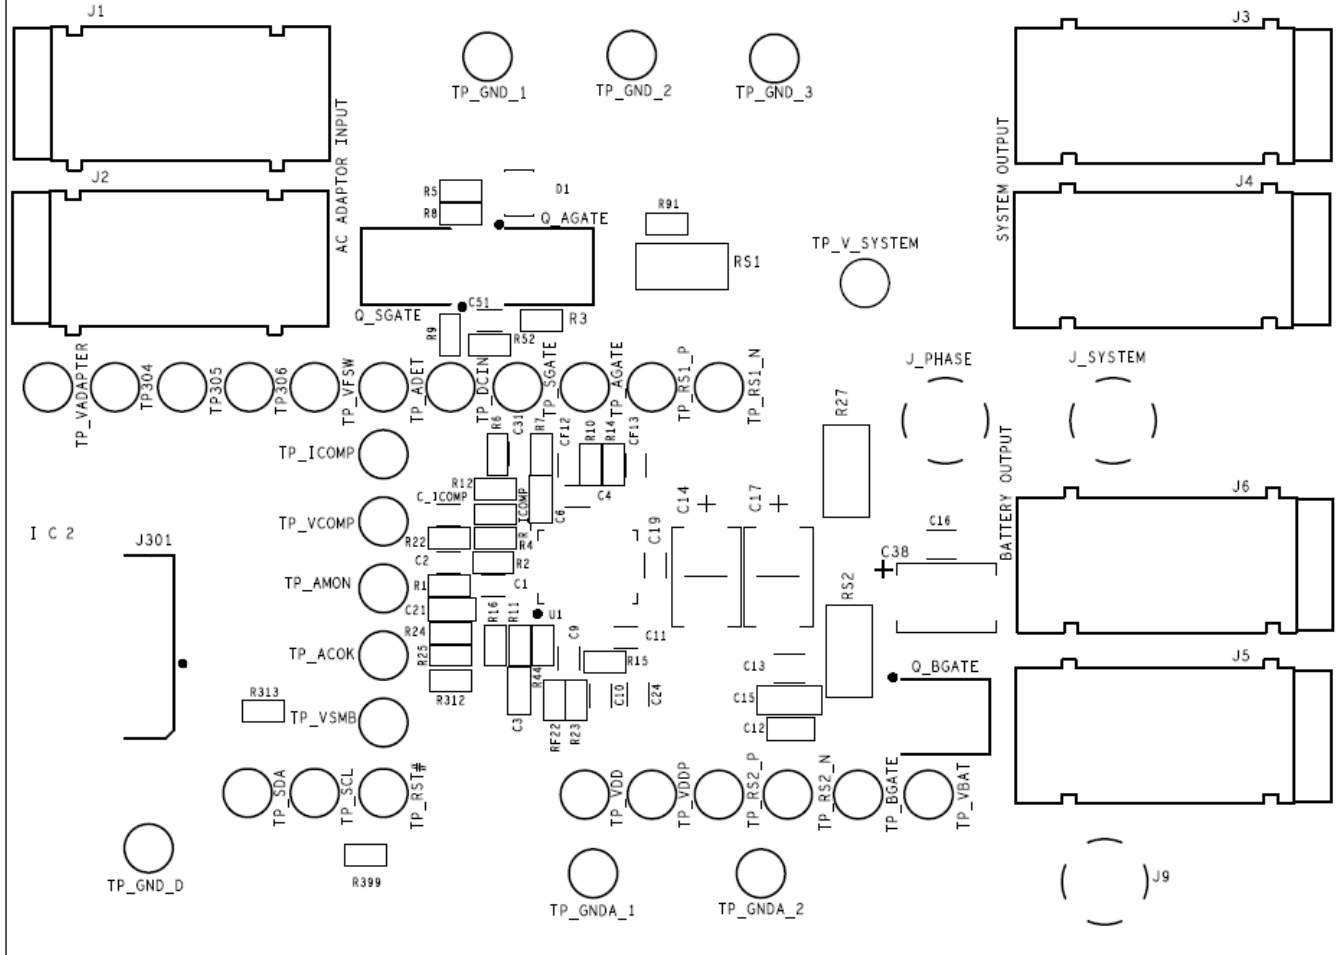 J1
J3
TP_GND_1
TP_GND_2
TP_GND_3
AC ADAPTOR INPUT
SYSTEM OUTPUT
J2
J4
R5
D1
R8
Q_AGATE
R91
TP_V_SYSTEM
RS1
C51
Q_SGATE
R3
R9
R52
J_PHASE
J_SYSTEM
TP_VADAPTER
TP304
TP305
TP306
TP_VFSW
TP_ADET
TP_DCIN
TP_SGATE
TP_AGATE
TP_RS1_P
TP_RS1_N
R27
R6
C31
R7
CF12
R10
R14
CF13
TP_ICOMP
BATTERY OUTPUT
R12
C_ICOMP
R_ICOMP
C6
C4
C14
C17
J6
TP_VCOMP
I C 2
J301
R22
R4
C19
C16
C2
R2
C38
TP_AMON
R1
C1
C21
R16
R11
U1
RS2
R24
C9
C11
TP_ACOK
R25
R15
C13
Q_BGATE
J5
R313
R312
R44
C10
C24
C15
TP_VSMB
C3
RF22
R23
C12
TP_SDA
TP_SCL
TP_RST#
TP_VDD
TP_VDDP
TP_RS2_P
TP_RS2_N
TP_BGATE
TP_VBAT
TP_GND_D
R399
J9
TP_GNDA_1
TP_GNDA_2